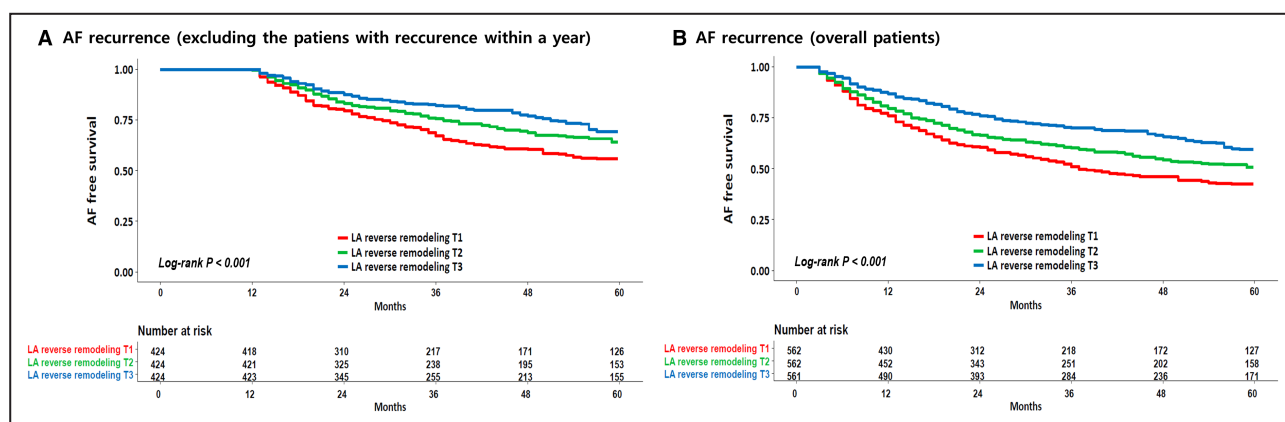 A AF recurrence (excluding the patiens with reccurence within a year)
1.00
0.75
0.50
0.25
0.00
AF free survival
LA reverse remodeling T1
LA reverse remodeling T2
LA reverse remodeling T3
Log-rank P < 0.001
0 12 24 36 48 60
Months
Number at risk
LA reverse remodeling T1 424 418 310 217 171 126
LA reverse remodeling T2 424 421 325 238 195 153
LA reverse remodeling T3 424 423 345 255 213 155
0 12 24 36 48 60
Months
B AF recurrence (overall patients)
1.00
0.75
0.50
0.25
0.00
AF free survival
LA reverse remodeling T1
LA reverse remodeling T2
LA reverse remodeling T3
Log-rank P < 0.001
0 12 24 36 48 60
Months
Number at risk
LA reverse remodeling T1 562 430 312 218 172 127
LA reverse remodeling T2 562 452 343 251 202 158
LA reverse remodeling T3 561 490 393 284 236 171
0 12 24 36 48 60
Months